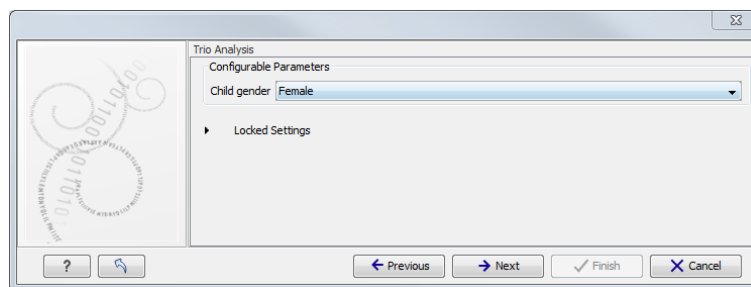 Trio Analysis
Configurable Parameters
Child gender Female
Locked Settings
? Previous Next Finish Cancel